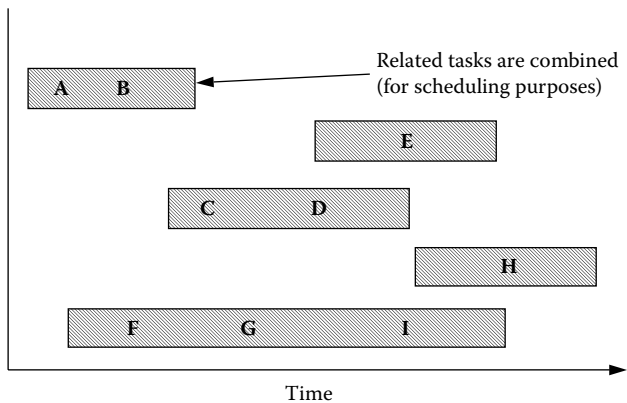 Related tasks are combined
(for scheduling purposes)
A B
E
C D
H
F G I
Time